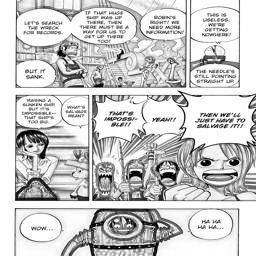 LET'S
SEARCH THE
WRECK
FOR RECORDS.
IF THAT
HUGE
SHIP WAS UP
THERE, THEN
THERE MUST BE
A WAY FOR US TO
GET UP THERE
TOO!
ROBIN'S
RIGHT! WE
NEED MORE
INFORMATION!
THIS IS
USELESS.
WE'RE
GETTING
NOWHERE!
BUT IT
SANK.
THE NEEDLE'S
STILL POINTING
STRAIGHT UP.
RAISING
A
SUNKEN SHIP
BUT IT'S
IMPOSSIBLE—
THAT SHIP'S
TOO BIG.
WHAT'S
SALVAGE
MEAN?
THAT'S
IMPOSSI-
BLE!!
YEAH!!
THEN WE'LL
JUST HAVE TO
SALVAGE IT!!
WOW...
HA HA
HA HA...